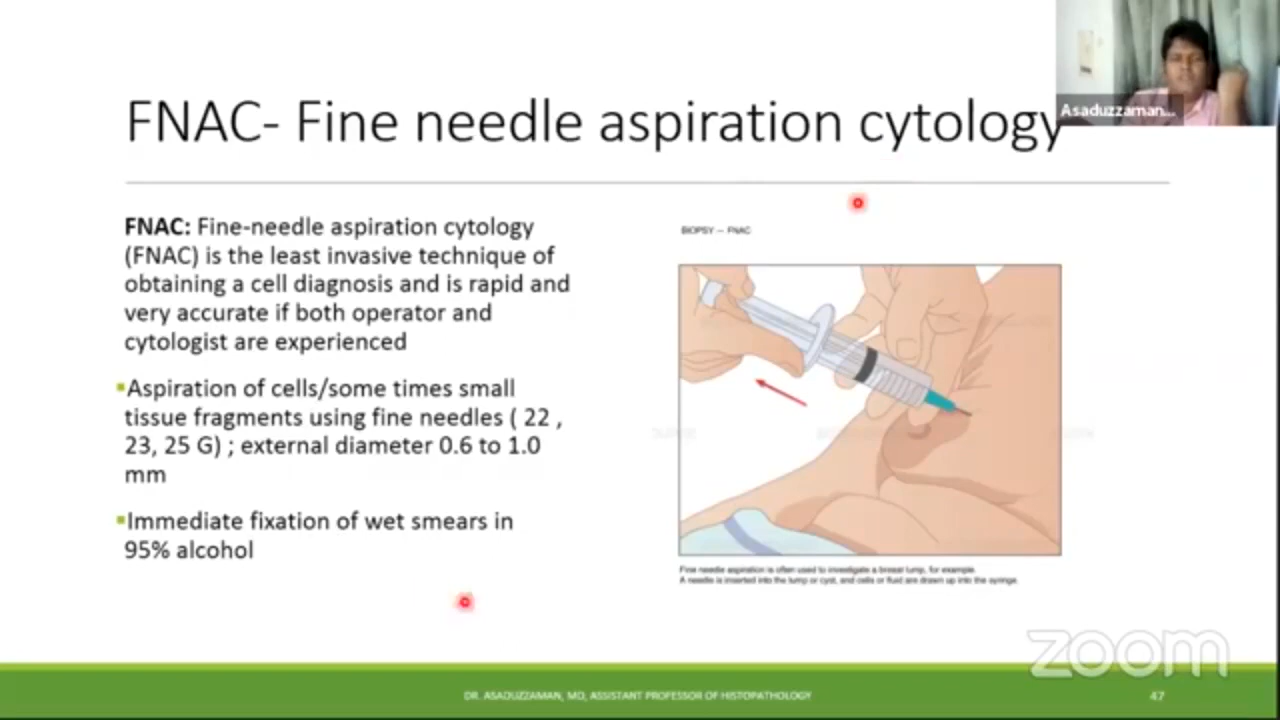 Asaduzzaman...
FNAC- Fine needle aspiration cytology
FNAC: Fine-needle aspiration cytology
(FNAC) is the least invasive technique of
obtaining a cell diagnosis and is rapid and
very accurate if both operator and
cytologist are experienced
Aspiration of cells/some times small
tissue fragments using fine needles ( 22 ,
23, 25 G) ; external diameter 0.6 to 1.0
mm
Immediate fixation of wet smears in
95% alcohol
BIOPSY – FNAC
Fine needle aspiration is often used to investigate a breast lump, for example.
A needle is inserted into the lump or cyst, and cells or fluid are drawn up into the syringe.
zoom
DR. ASADUZZAMAN, MD, ASSISTANT PROFESSOR OF HISTOPATHOLOGY
47